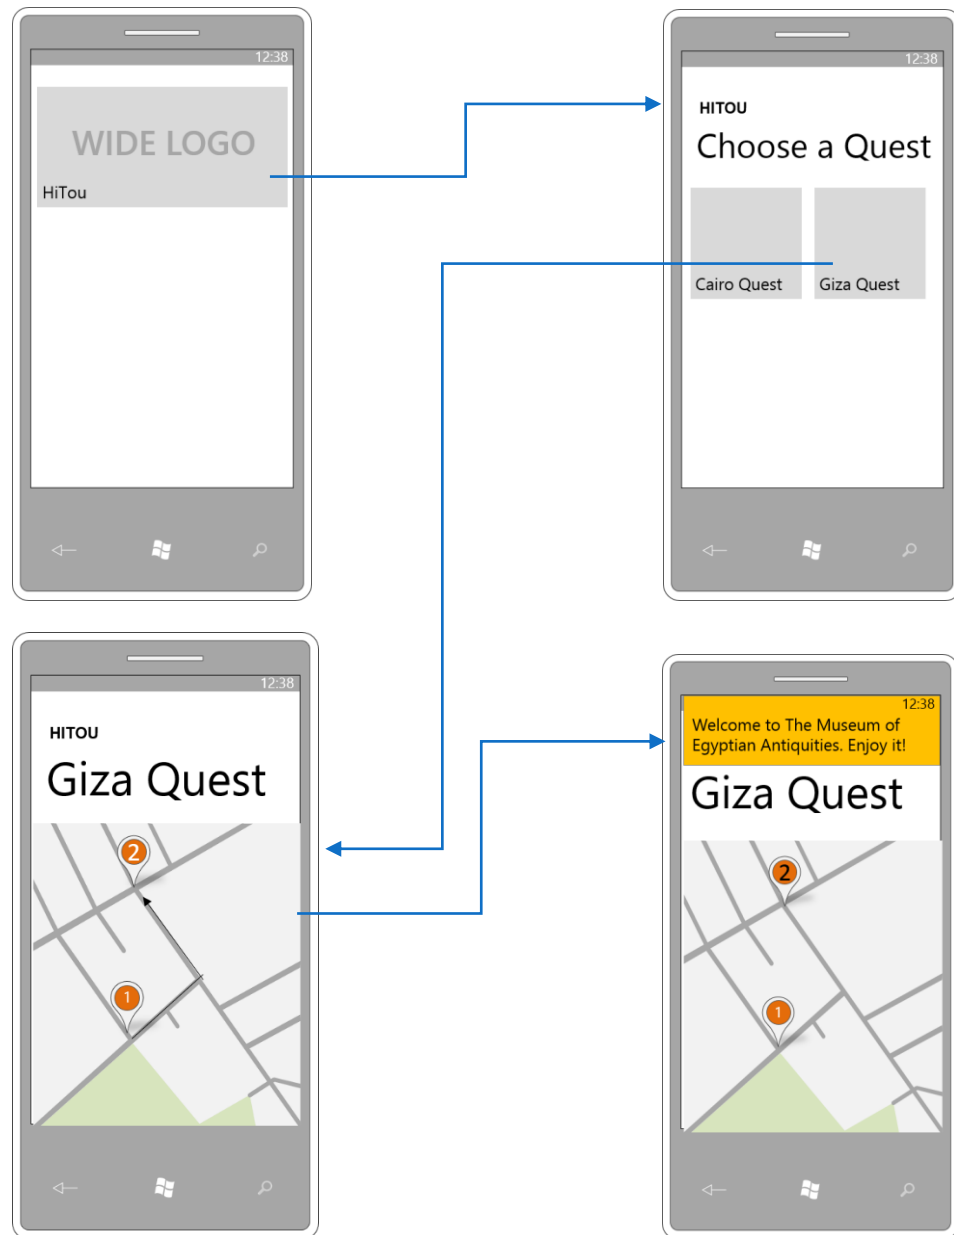 12:38
WIDE LOGO
HiTou
12:38
HITOU
Choose a Quest
Cairo Quest
Giza Quest
12:38
HITOU
Giza Quest
2
1
12:38
Welcome to The Museum of
Egyptian Antiquities. Enjoy it!
Giza Quest
2
1